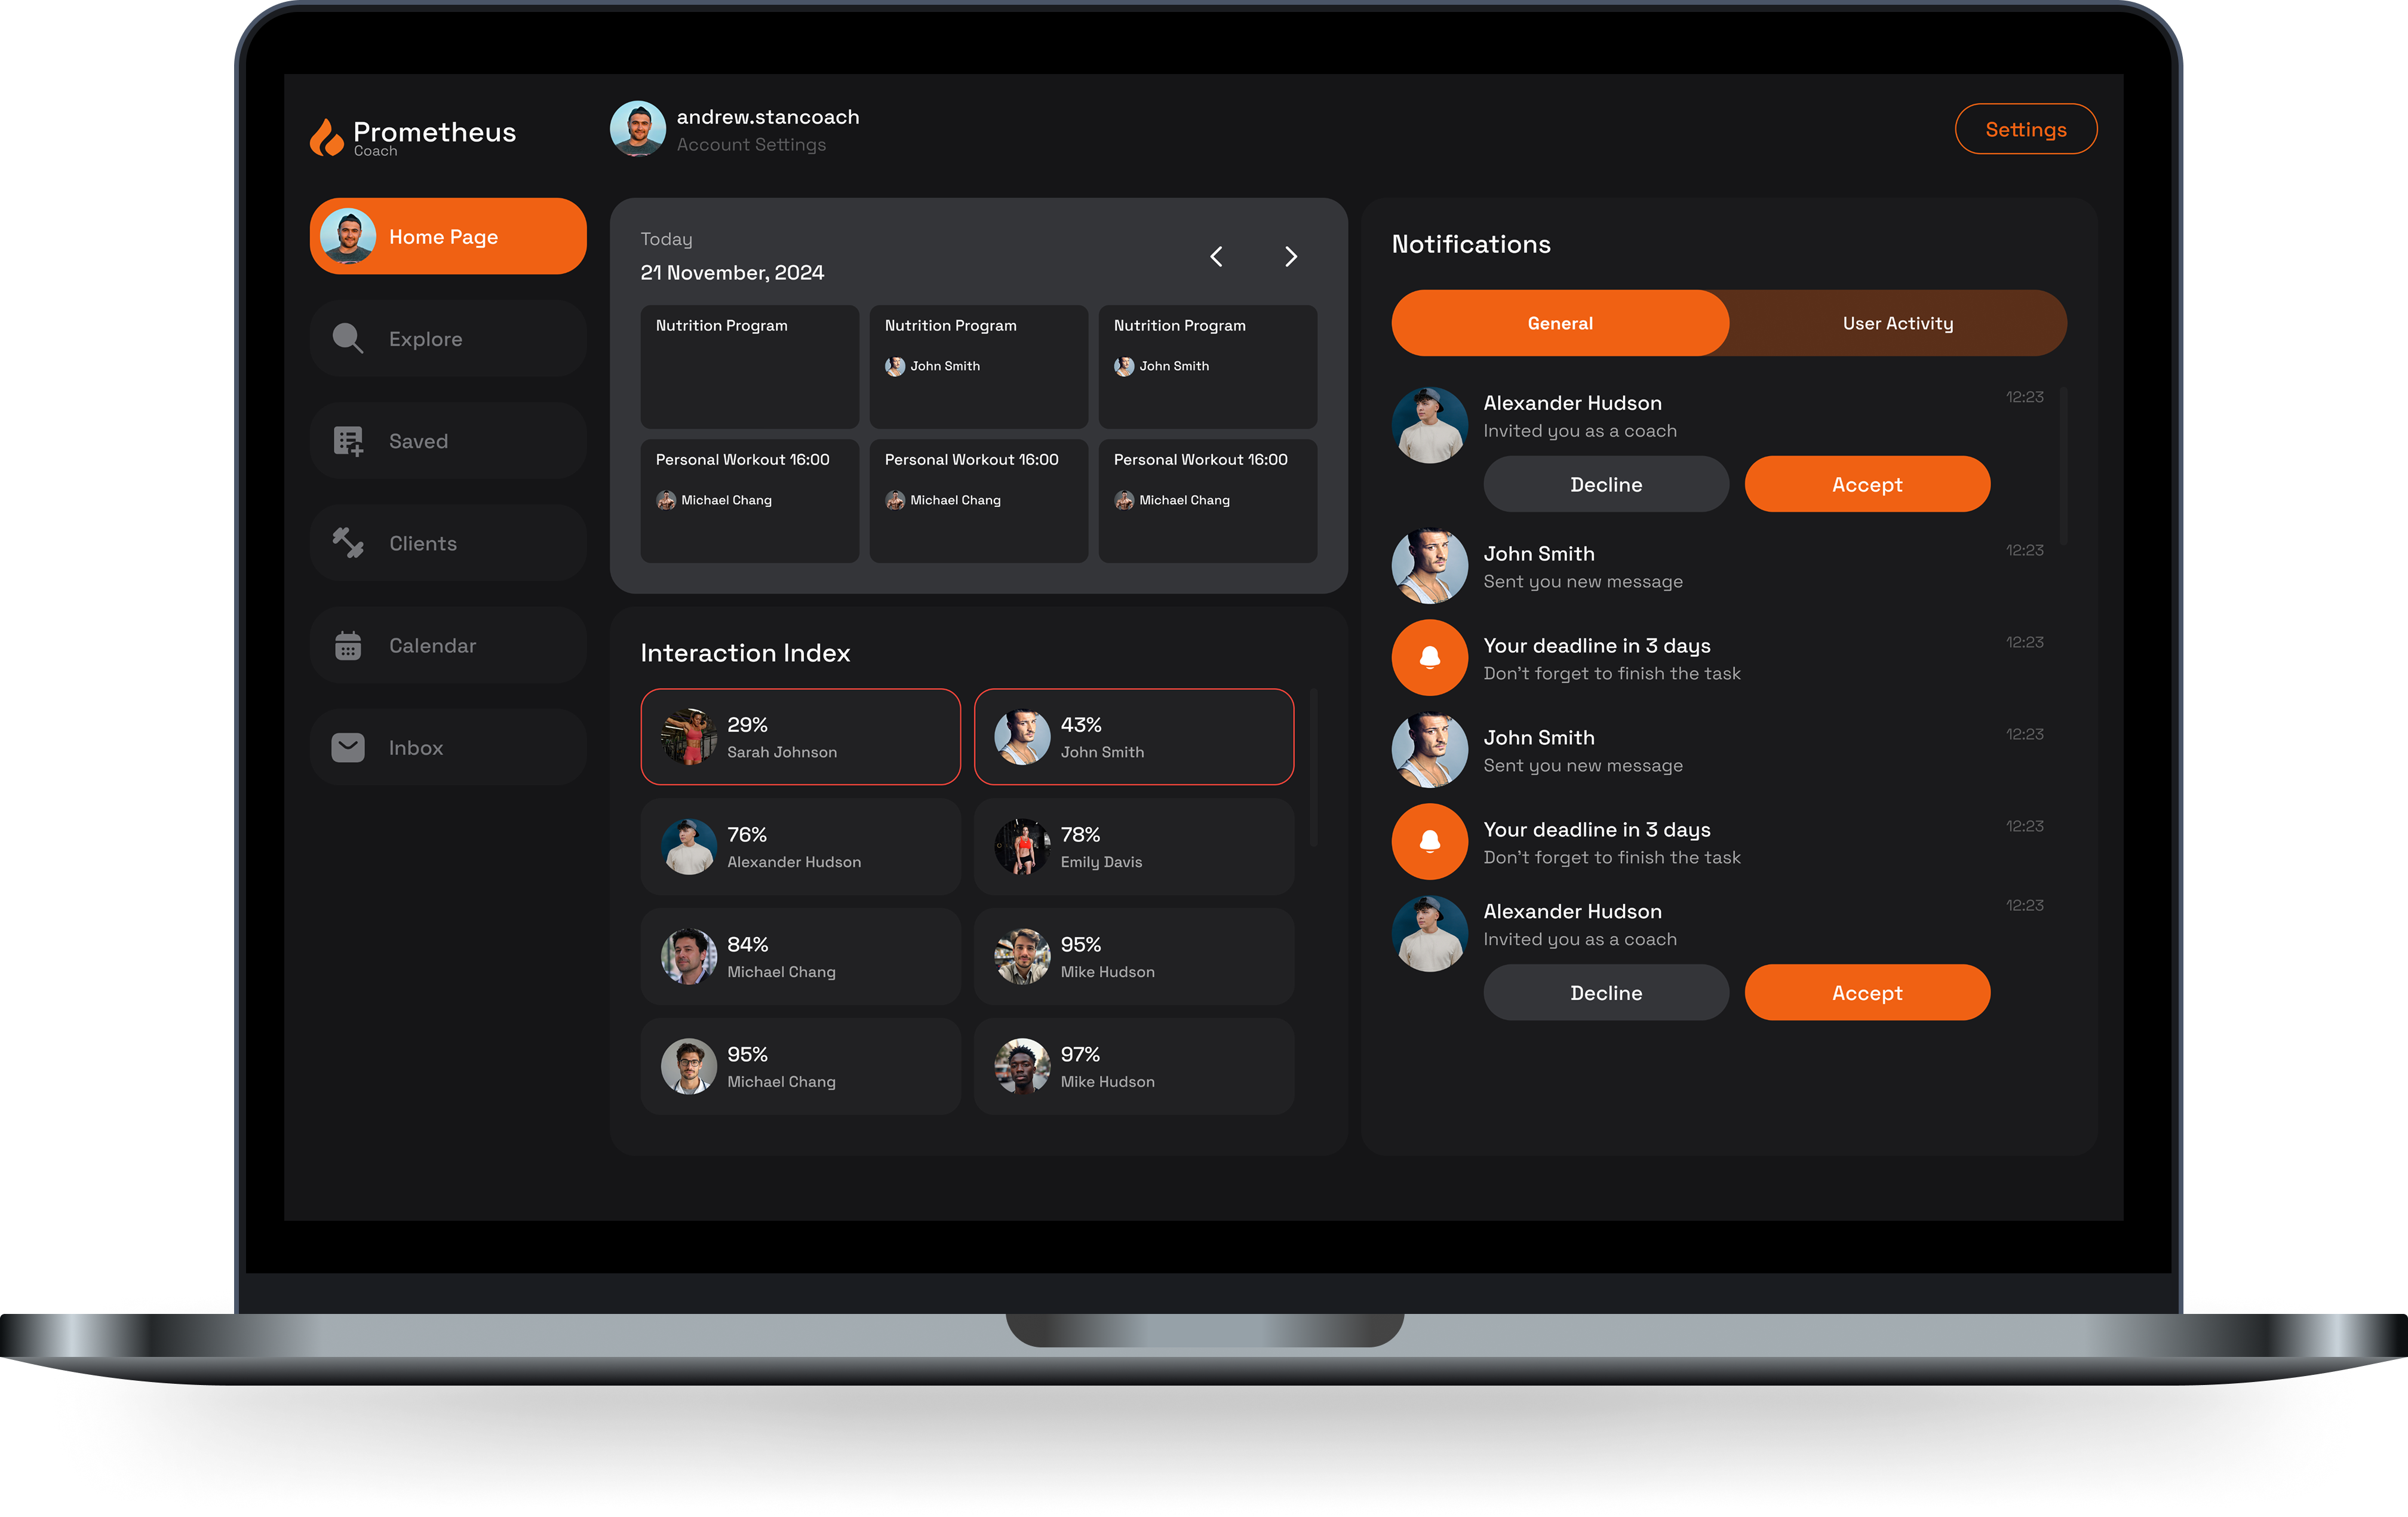 Prometheus
Coach
andrew.stancoach
Account Settings
Settings
Home Page
Explore
Saved
Clients
Calendar
Inbox
Today
21 November, 2024
Nutrition Program
Nutrition Program
John Smith
Nutrition Program
John Smith
Personal Workout 16:00
Michael Chang
Personal Workout 16:00
Michael Chang
Personal Workout 16:00
Michael Chang
Interaction Index
29%
Sarah Johnson
43%
John Smith
76%
Alexander Hudson
78%
Emily Davis
84%
Michael Chang
95%
Mike Hudson
95%
Michael Chang
97%
Mike Hudson
Notifications
General
User Activity
Alexander Hudson
12:23
Invited you as a coach
Decline
Accept
John Smith
12:23
Sent you new message
Your deadline in 3 days
12:23
Don't forget to finish the task
John Smith
12:23
Sent you new message
Your deadline in 3 days
12:23
Don't forget to finish the task
Alexander Hudson
12:23
Invited you as a coach
Decline
Accept